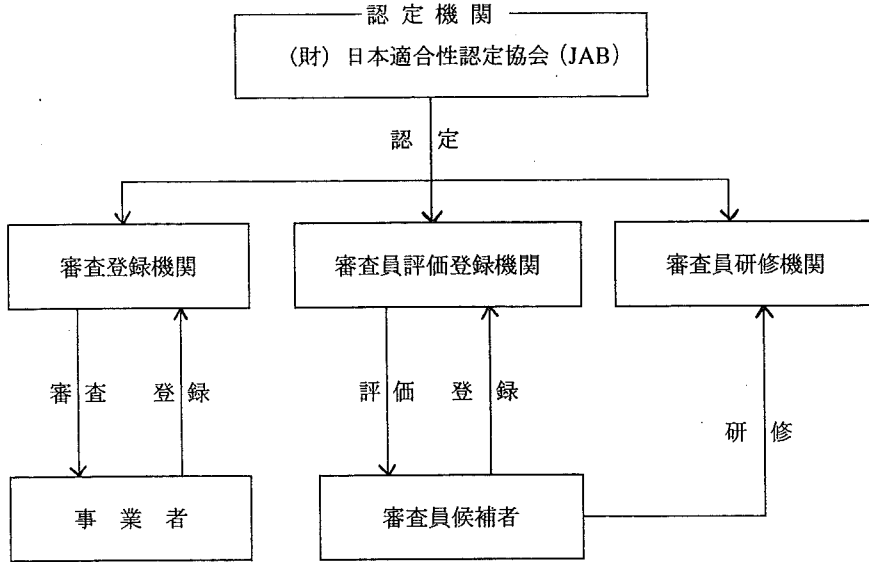 認定機関
（財）日本適合性認定協会（JAB）
認定
審査登録機関
審査員評価登録機関
審査員研修機関
審査
登録
評価
登録
研修
事業者
審査員候補者